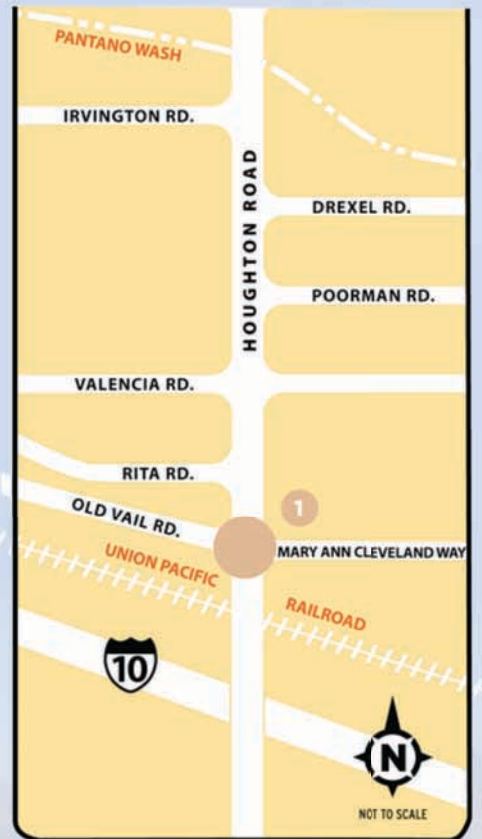 PANTANO WASH
IRVINGTON RD.
HOUGHTON ROAD
DREXEL RD.
POORMAN RD.
VALENCIA RD.
RITA RD.
OLD VAIL RD.
1
MARY ANN CLEVELAND WAY
UNION PACIFIC
RAILROAD
10
N
NOT TO SCALE